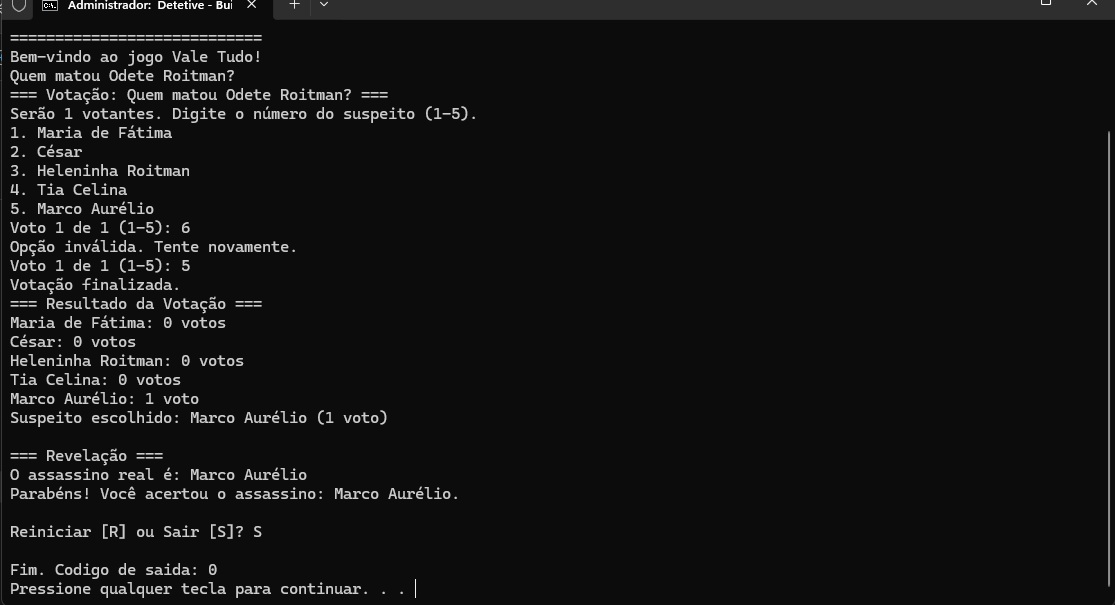 Administrador: Detetive - Bui
============================
Bem-vindo ao jogo Vale Tudo!
Quem matou Odete Roitman?
=== Votação: Quem matou Odete Roitman? ===
Serão 1 votantes. Digite o número do suspeito (1-5).
1. Maria de Fátima
2. César
3. Heleninha Roitman
4. Tia Celina
5. Marco Aurélio
Voto 1 de 1 (1-5): 6
Opção inválida. Tente novamente.
Voto 1 de 1 (1-5): 5
Votação finalizada.
=== Resultado da Votação ===
Maria de Fátima: 0 votos
César: 0 votos
Heleninha Roitman: 0 votos
Tia Celina: 0 votos
Marco Aurélio: 1 voto
Suspeito escolhido: Marco Aurélio (1 voto)
=== Revelação ===
O assassino real é: Marco Aurélio
Parabéns! Você acertou o assassino: Marco Aurélio.
Reiniciar [R] ou Sair [S]? S
Fim. Codigo de saida: 0
Pressione qualquer tecla para continuar. . .